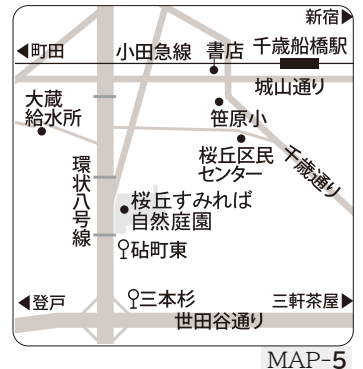 新宿▶
◀町田
小田急線
書店
千歳船橋駅
城山通り
大蔵
給水所
笹原小
桜丘区民
センター
千歳通り
環状八号線
桜丘すみれば
自然庭園
砧町東
三本杉
◀登戸
三軒茶屋▶
世田谷通り
MAP-5